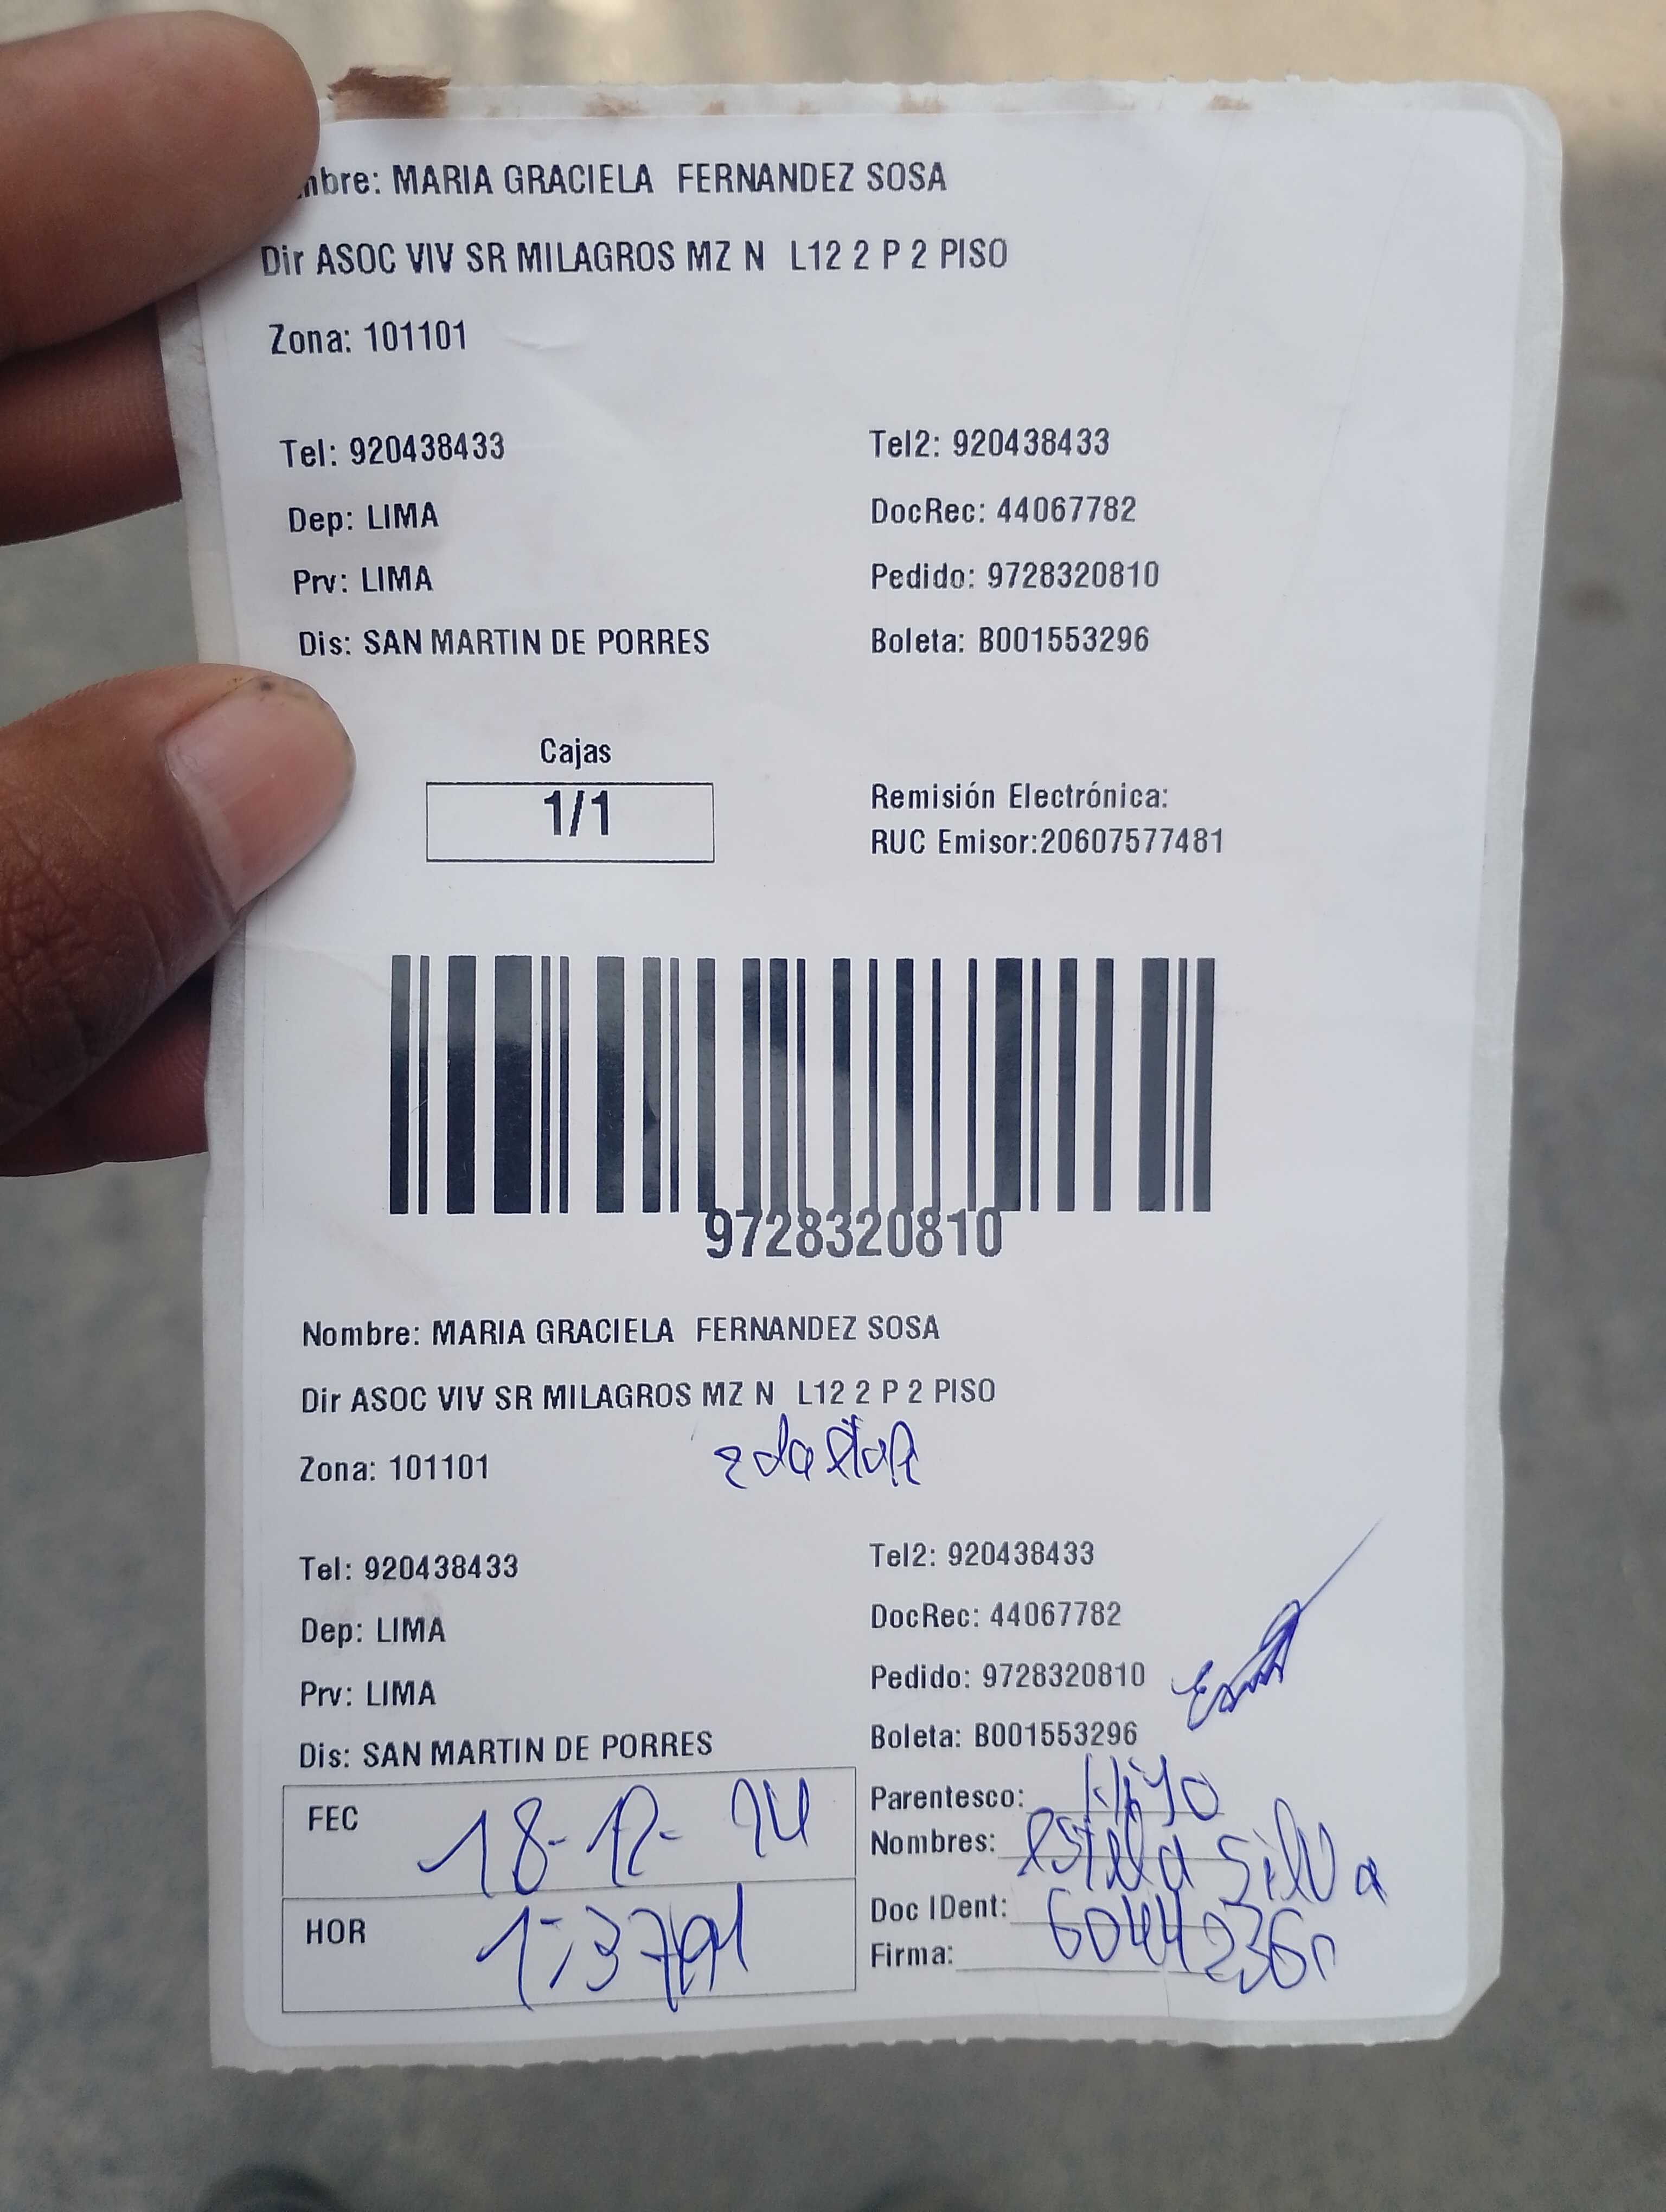 mbre: MARIA GRACIELA FERNANDEZ SOSA
Dir ASOC VIV SR MILAGROS MZ N L12 2 P 2 PISO
Zona: 101101
Tel: 920438433
Tel2: 920438433
Dep: LIMA
DocRec: 44067782
Prv: LIMA
Pedido: 9728320810
Dis: SAN MARTIN DE PORRES
Boleta: B001553296
Cajas
1/1
Remisión Electrónica:
RUC Emisor:20607577481
9728320810
Nombre: MARIA GRACIELA FERNANDEZ SOSA
Dir ASOC VIV SR MILAGROS MZ N L12 2 P 2 PISO
Zona: 101101
Tel: 920438433
Tel2: 920438433
Dep: LIMA
DocRec: 44067782
Prv: LIMA
Pedido: 9728320810
Dis: SAN MARTIN DE PORRES
Boleta: B001553296
FEC 18-12-
HOR
Parentesco: Hijo
Nombres: estela Silva
Doc IDent:
Firma: